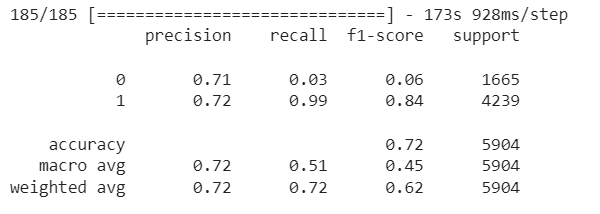 185/185 [==============================] - 173s 928ms/step
precision recall f1-score support
0 0.71 0.03 0.06 1665
1 0.72 0.99 0.84 4239
accuracy 0.72 5904
macro avg 0.72 0.51 0.45 5904
weighted avg 0.72 0.72 0.62 5904